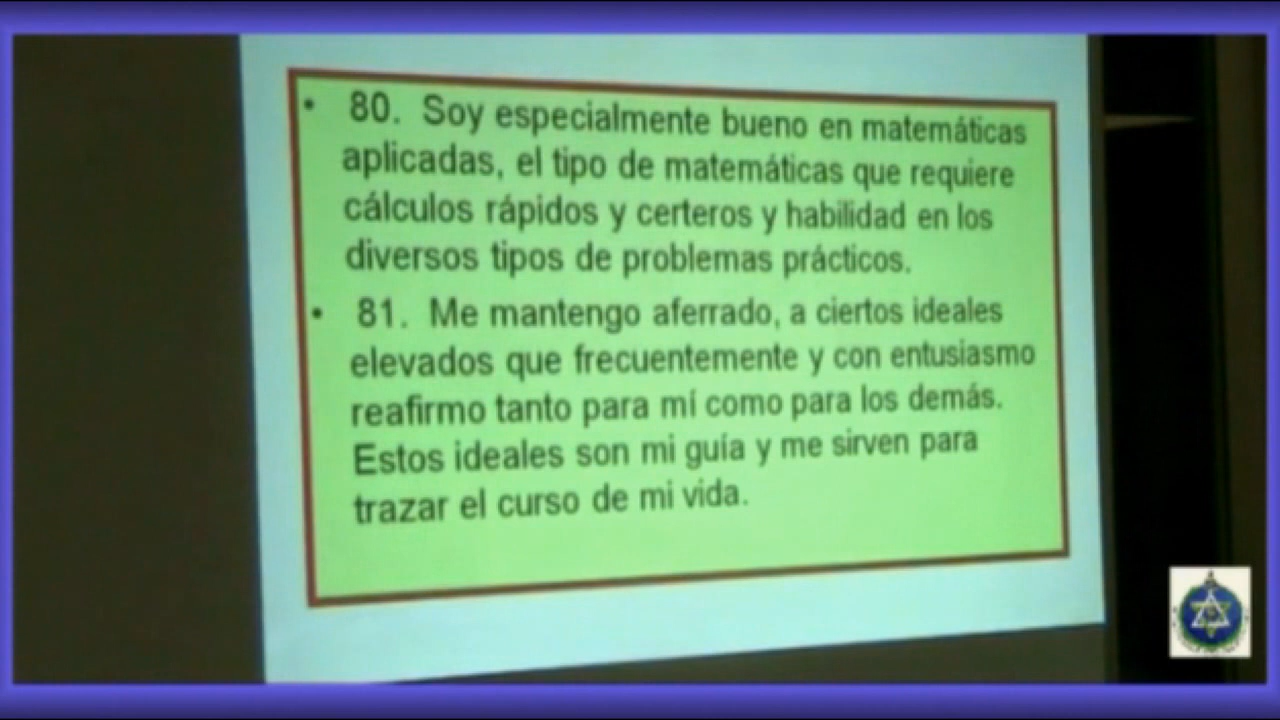 • 80. Soy especialmente bueno en matemáticas
aplicadas, el tipo de matemáticas que requiere
cálculos rápidos y certeros y habilidad en los
diversos tipos de problemas prácticos.
• 81. Me mantengo aferrado, a ciertos ideales
elevados que frecuentemente y con entusiasmo
reafirmo tanto para mí como para los demás.
Estos ideales son mi guía y me sirven para
trazar el curso de mi vida.